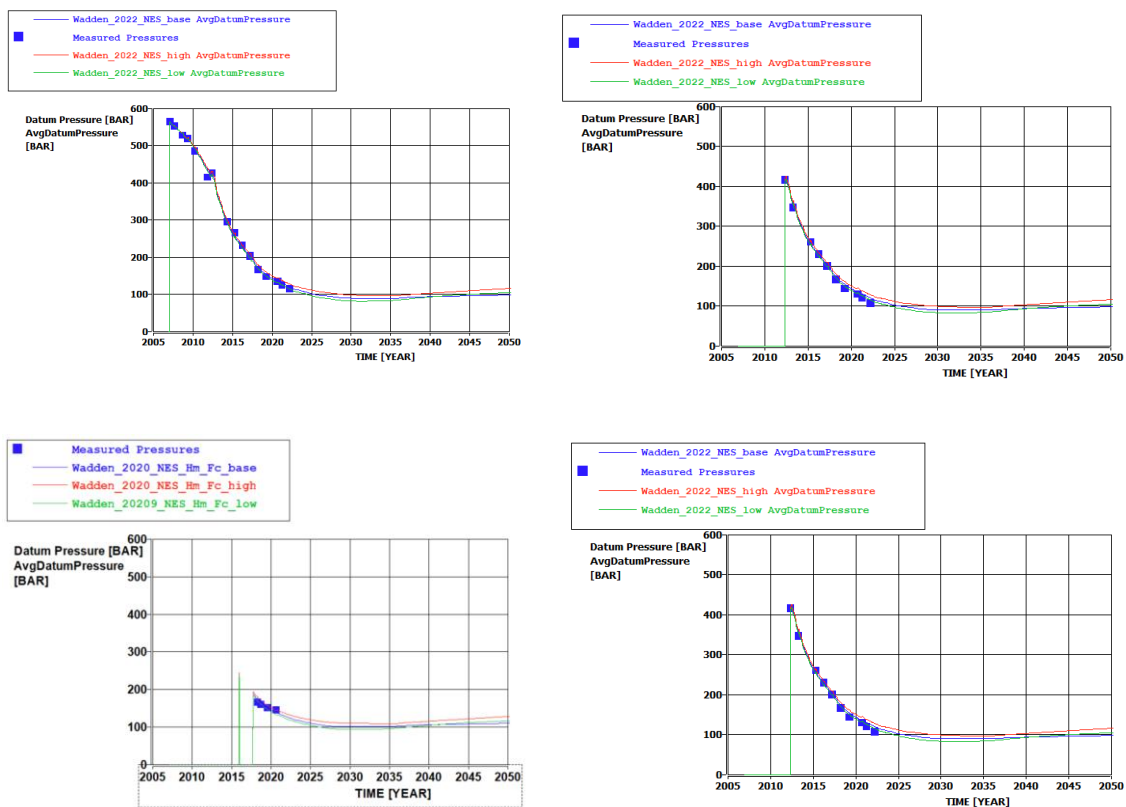 Wadden_2022_NES_base AvgDatumPressure
Measured Pressures
Wadden_2022_NES_high AvgDatumPressure
Wadden_2022_NES_low AvgDatumPressure
Datum Pressure [BAR]
AvgDatumPressure
[BAR]
600
500
400
300
200
100
0
2005 2010 2015 2020 2025 2030 2035 2040 2045 2050
TIME [YEAR]
Wadden_2022_NES_base AvgDatumPressure
Measured Pressures
Wadden_2022_NES_high AvgDatumPressure
Wadden_2022_NES_low AvgDatumPressure
Datum Pressure [BAR]
AvgDatumPressure
[BAR]
600
500
400
300
200
100
0
2005 2010 2015 2020 2025 2030 2035 2040 2045 2050
TIME [YEAR]
Measured Pressures
Wadden_2020_NES_Hm_Fc_base
Wadden_2020_NES_Hm_Fc_high
Wadden_20209_NES_Hm_Fc_low
Datum Pressure [BAR]
AvgDatumPressure
[BAR]
600
500
400
300
200
100
0
2005 2010 2015 2020 2025 2030 2035 2040 2045 2050
TIME [YEAR]
Wadden_2022_NES_base AvgDatumPressure
Measured Pressures
Wadden_2022_NES_high AvgDatumPressure
Wadden_2022_NES_low AvgDatumPressure
Datum Pressure [BAR]
AvgDatumPressure
[BAR]
600
500
400
300
200
100
0
2005 2010 2015 2020 2025 2030 2035 2040 2045 2050
TIME [YEAR]